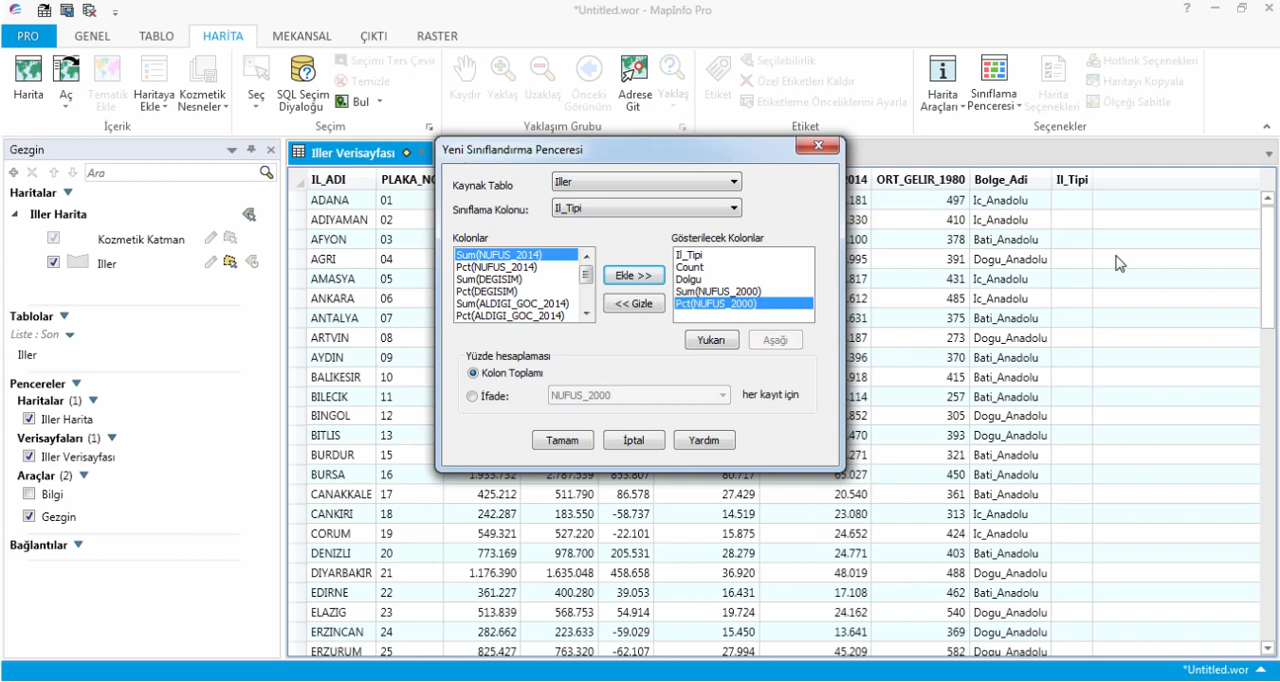 *Untitled.wor - MapInfo Pro
PRO GENEL TABLO HARİTA MEKANSAL ÇIKTI RASTER
Harita
Aç
Tematik Ekle
Haritaya Ekle
Kozmetik Nesneler
İçerik
Seç
SQL Seçim Diyaloğu
Seçimi Ters Çevir
Temizle
Bul
Seçim
Kaydır
Yaklaş
Uzaklaş
Önceki Görünüm
Adrese Git
Yaklaş
Yaklaşım Grubu
Etiket
Seçilebilirlik
Özel Etiketleri Kaldır
Etiketleme Önceliklerini Ayarla
Etiket
Harita Araçları
Sınıflama Penceresi
Harita Seçenekleri
Hotlink Seçenekleri
Haritayı Kopyala
Ölçeği Sabitle
Seçenekler
Gezgin
Ara
Haritalar
Iller Harita
Kozmetik Katman
Iller
Tablolar
Liste : Son
Iller
Pencereler
Haritalar (1)
Iller Harita
Verisayfaları (1)
Iller Verisayfası
Araçlar (2)
Bilgi
Gezgin
Bağlantılar
Iller Verisayfası
IL_ADI PLAKA_NO 2014 ORT_GELIR_1980 Bolge_Adi Il_Tipi
ADANA 01 .181 497 Ic_Anadolu
ADIYAMAN 02 .330 410 Ic_Anadolu
AFYON 03 .100 378 Bati_Anadolu
AGRI 04 .995 391 Dogu_Anadolu
AMASYA 05 .817 431 Ic_Anadolu
ANKARA 06 .612 485 Ic_Anadolu
ANTALYA 07 .631 375 Bati_Anadolu
ARTVIN 08 .187 273 Dogu_Anadolu
AYDIN 09 .396 370 Bati_Anadolu
BALIKESIR 10 .918 415 Bati_Anadolu
BILECIK 11 .114 257 Bati_Anadolu
BINGOL 12 .852 305 Dogu_Anadolu
BITLIS 13 .470 393 Dogu_Anadolu
BURDUR 15 .271 321 Bati_Anadolu
BURSA 16 1.955.752 2.787.539 853.807 80.717 65.027 450 Bati_Anadolu
CANAKKALE 17 425.212 511.790 86.578 27.429 20.540 361 Bati_Anadolu
CANKIRI 18 242.287 183.550 -58.737 14.519 23.080 313 Ic_Anadolu
CORUM 19 549.321 527.220 -22.101 15.875 24.652 424 Ic_Anadolu
DENIZLI 20 773.169 978.700 205.531 28.279 24.771 403 Bati_Anadolu
DIYARBAKIR 21 1.176.390 1.635.048 458.658 36.920 48.019 488 Dogu_Anadolu
EDIRNE 22 361.227 400.280 39.053 16.431 17.108 462 Bati_Anadolu
ELAZIG 23 513.839 568.753 54.914 19.724 24.162 540 Dogu_Anadolu
ERZINCAN 24 282.662 223.633 -59.029 15.450 13.641 369 Dogu_Anadolu
ERZURUM 25 825.427 763.320 -62.107 27.994 45.209 582 Dogu_Anadolu
Yeni Sınıflandırma Penceresi
Kaynak Tablo Iller
Sınıflama Kolonu: Il_Tipi
Kolonlar
Sum(NUFUS_2014)
Pct(NUFUS_2014)
Sum(DEGISIM)
Pct(DEGISIM)
Sum(ALDIGI_GOC_2014)
Pct(ALDIGI_GOC_2014)
Ekle >>
<< Gizle
Gösterilecek Kolonlar
Il_Tipi
Count
Dolgu
Sum(NUFUS_2000)
Pct(NUFUS_2000)
Yukarı Aşağı
Yüzde hesaplaması
Kolon Toplamı
İfade: NUFUS_2000 her kayıt için
Tamam İptal Yardım
*Untitled.wor